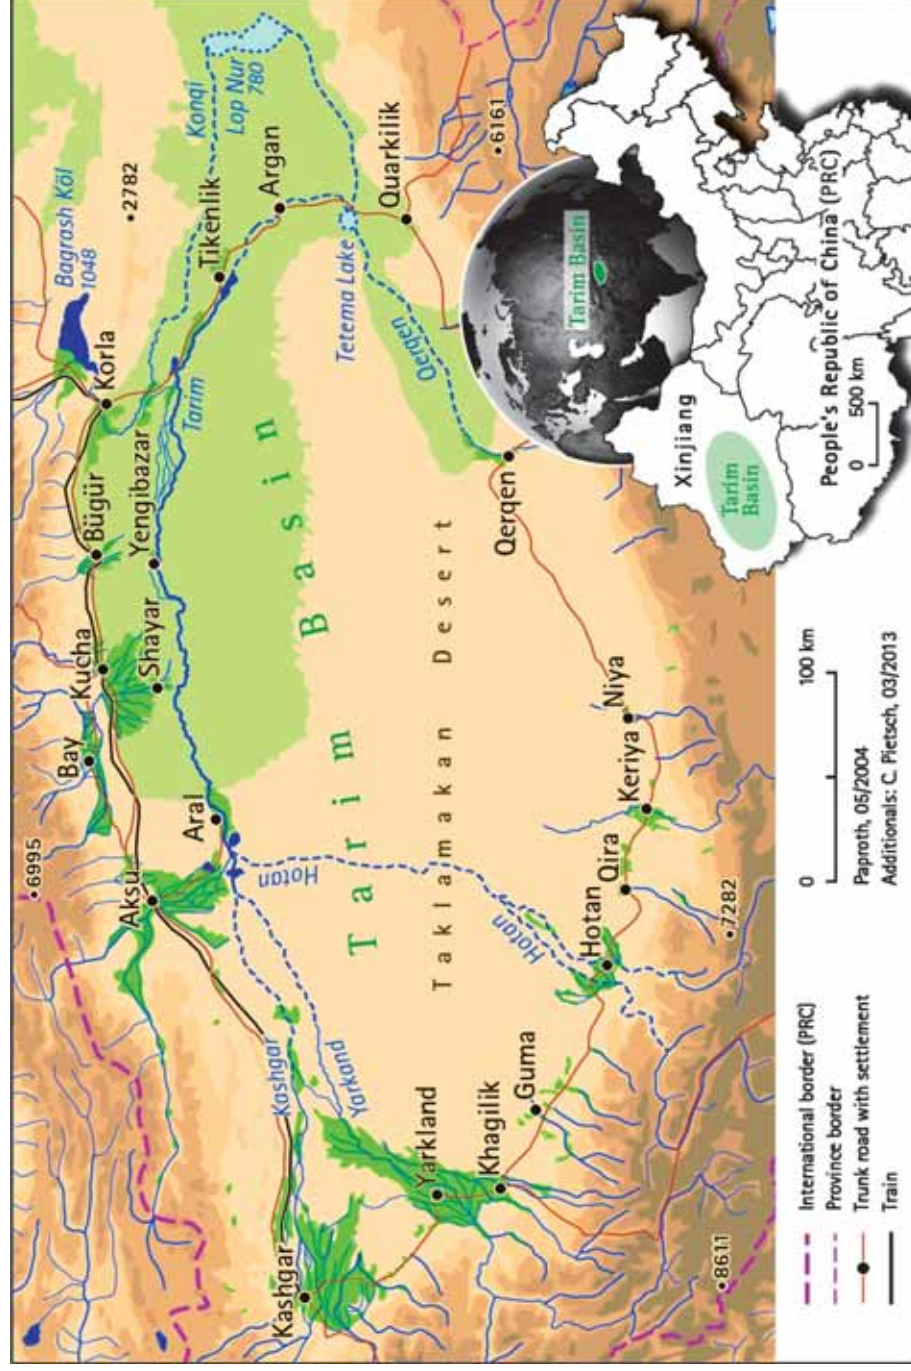 6995
Bay
Kucha
Bügür
Korla
Bagrash Köl
1048
2782
Aksu
Shayar
Yengibazar
Tarim
Tikenlik
Konqi
Lop Nur
780
Aral
Argan
Kashgar
Kashgar
Yarkand
Hotan
Tarim Basin
Taklamakan Desert
Tetema Lake
Qerqen
Quarkilik
6161
Yarkland
Khagilik
Guma
Hotan
Hotan
Qira
Keriya
Niya
Qerqen
8611
7282
Tarim Basin
Xinjiang
Tarim
Basin
People's Republic of China (PRC)
0 500 km
International border (PRC)
Province border
Trunk road with settlement
Train
0 100 km
Paproth, 05/2004
Additionals: C. Pietsch, 03/2013